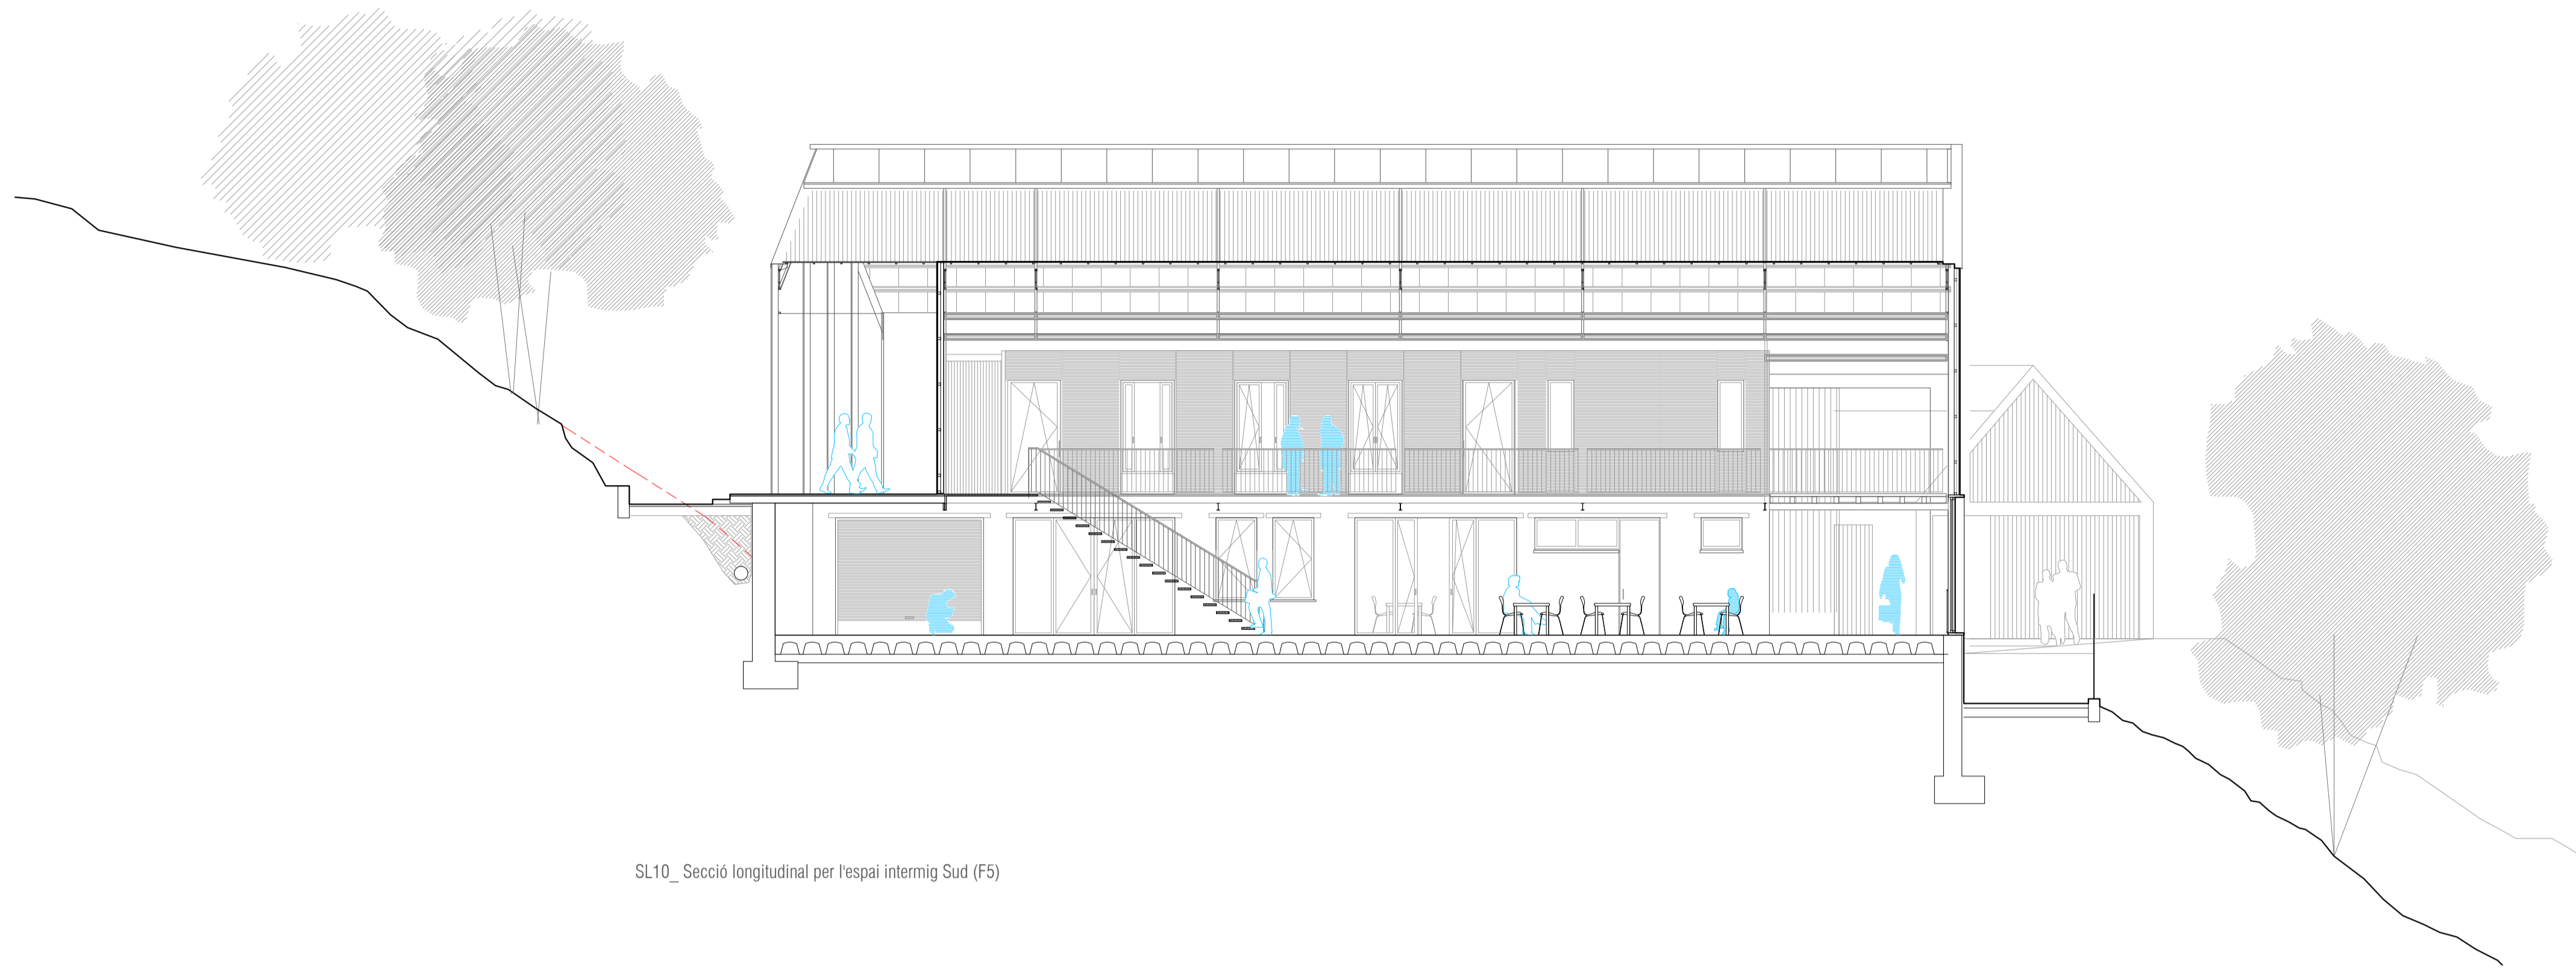 SL10_ Secció longitudinal per l'espai intermig Sud (F5)